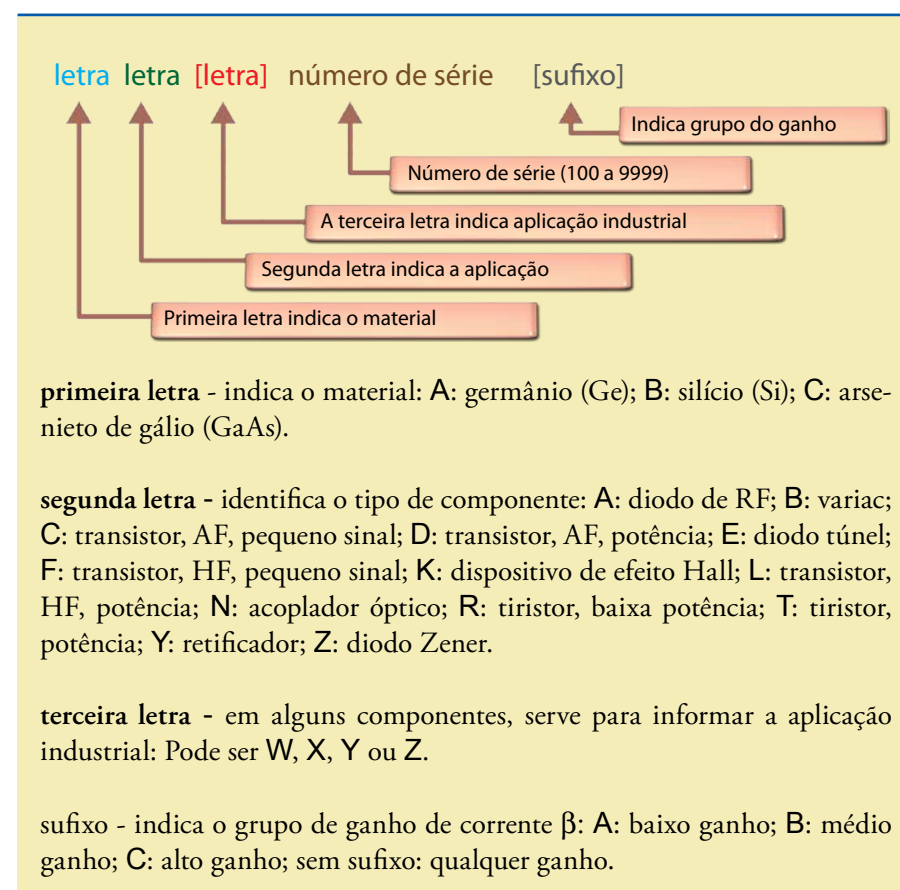 letra letra [letra] número de série [sufixo]
Indica grupo do ganho
Número de série (100 a 9999)
A terceira letra indica aplicação industrial
Segunda letra indica a aplicação
Primeira letra indica o material
primeira letra - indica o material: A: germânio (Ge); B: silício (Si); C: arse-
nieto de gálio (GaAs).
segunda letra - identifica o tipo de componente: A: diodo de RF; B: variac;
C: transistor, AF, pequeno sinal; D: transistor, AF, potência; E: diodo túnel;
F: transistor, HF, pequeno sinal; K: dispositivo de efeito Hall; L: transistor,
HF, potência; N: acoplador óptico; R: tiristor, baixa potência; T: tiristor,
potência; Y: retificador; Z: diodo Zener.
terceira letra - em alguns componentes, serve para informar a aplicação
industrial: Pode ser W, X, Y ou Z.
sufixo - indica o grupo de ganho de corrente β: A: baixo ganho; B: médio
ganho; C: alto ganho; sem sufixo: qualquer ganho.